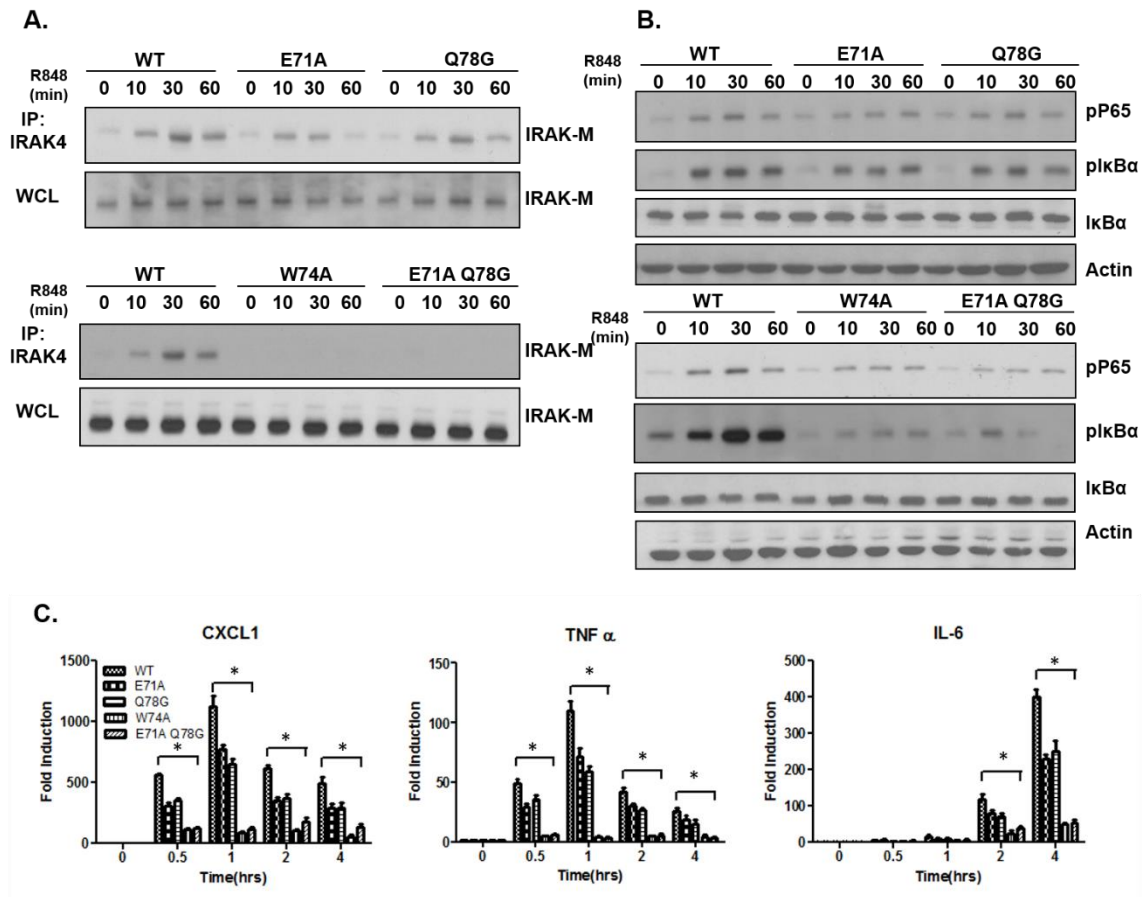 A.
WT E71A Q78G
R848 (min) 0 10 30 60 0 10 30 60 0 10 30 60
IP: IRAK4 IRAK-M
WCL IRAK-M
WT W74A E71A Q78G
R848 (min) 0 10 30 60 0 10 30 60 0 10 30 60
IP: IRAK4 IRAK-M
WCL IRAK-M
B.
WT E71A Q78G
R848 (min) 0 10 30 60 0 10 30 60 0 10 30 60
pP65
pIκBα
IκBα
Actin
WT W74A E71A Q78G
R848 (min) 0 10 30 60 0 10 30 60 0 10 30 60
pP65
pIκBα
IκBα
Actin
C.
CXCL1
Fold Induction
1500
1000
500
0
WT
E71A
Q78G
W74A
E71A Q78G
* * * *
0 0.5 1 2 4
Time(hrs)
TNF α
Fold Induction
150
100
50
0
* * * *
0 0.5 1 2 4
Time(hrs)
IL-6
Fold Induction
500
400
300
200
100
0
* *
0 0.5 1 2 4
Time(hrs)